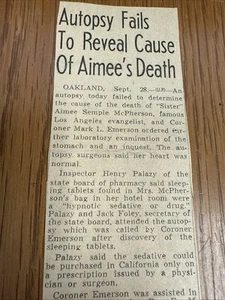 Autopsy Fails
To Reveal Cause
Of Aimee's Death
OAKLAND, Sept. 28.—(UP)—An
autopsy today failed to determine
the cause of the death of "Sister"
Aimee Semple McPherson, famous
Los Angeles evangelist, and Cor-
oner Mark L. Emerson ordered fur-
ther laboratory examination of the
stomach and an inquest. The au-
topsy surgeons said her heart was
normal.
Inspector Henry Palazy of the
state board of pharmacy said sleep-
ing tablets found in Mrs. McPher-
son's bag in her hotel room were
a "hypnotic sedative or drug."
Palazy and Jack Foley, secretary of
the state board, attended the autop-
sy which was called by Coroner
Emerson after discovery of the
sleeping tablets.
Palazy said the sedative could
be purchased in California only on
a prescription issued by a physi-
cian or surgeon.
Coroner Emerson was assisted in